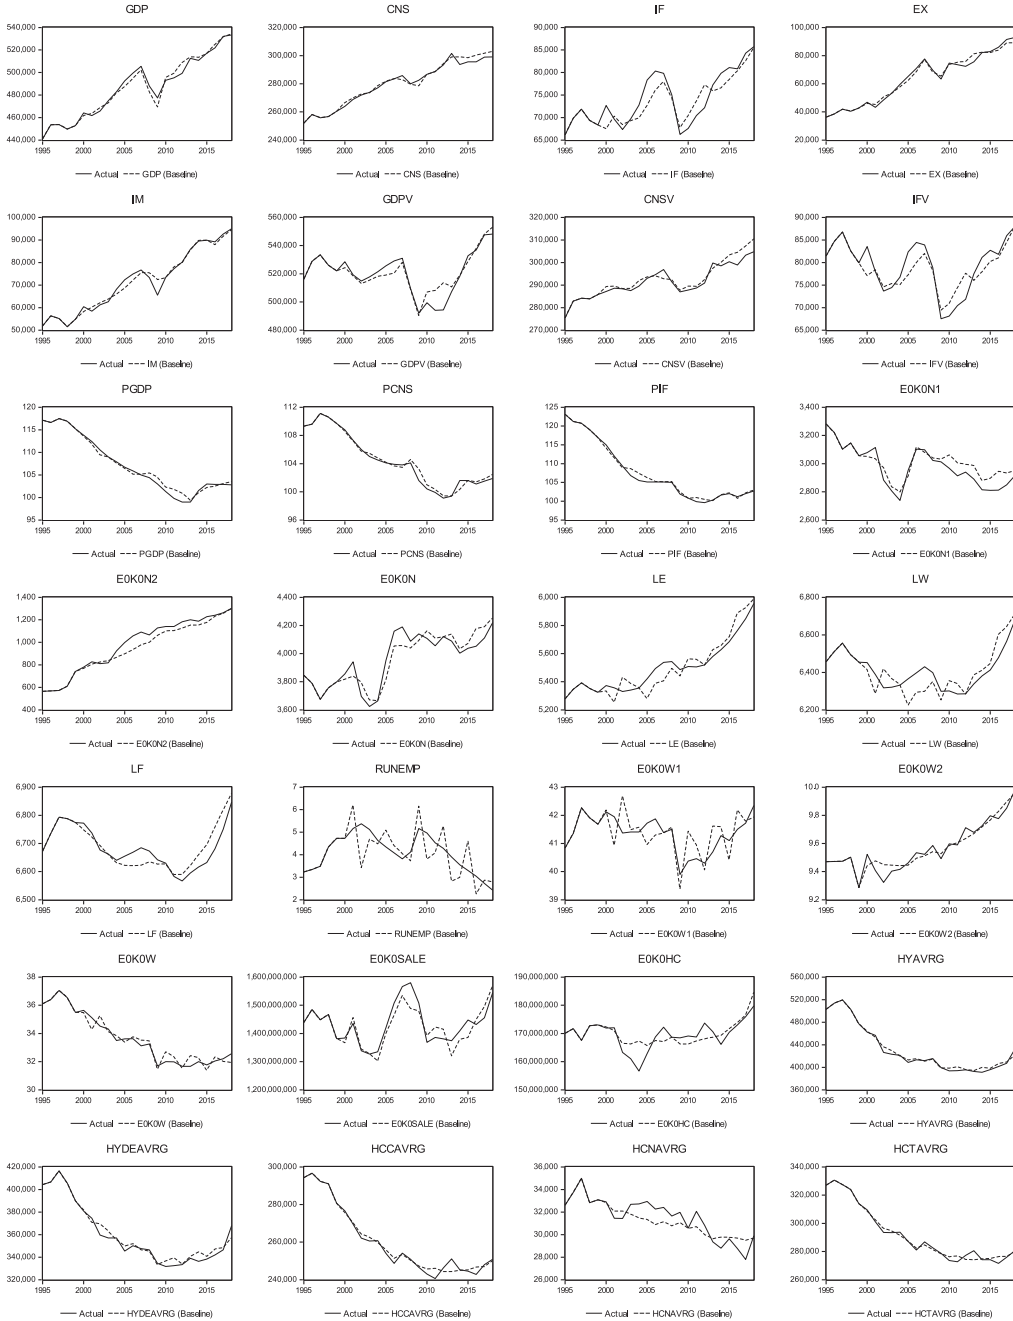 GDP CNS IF EX
540,000 320,000 90,000 100,000
520,000 300,000 85,000 80,000
500,000 280,000 80,000 60,000
480,000 260,000 75,000 40,000
460,000 240,000 70,000 20,000
440,000 65,000
1995 2000 2005 2010 2015 1995 2000 2005 2010 2015 1995 2000 2005 2010 2015 1995 2000 2005 2010 2015
Actual GDP (Baseline) Actual CNS (Baseline) Actual IF (Baseline) Actual EX (Baseline)
IM GDPV CNSV IFV
100,000 560,000 320,000 90,000
90,000 540,000 310,000 85,000
80,000 520,000 300,000 80,000
70,000 500,000 290,000 75,000
60,000 480,000 280,000 70,000
50,000 270,000 65,000
1995 2000 2005 2010 2015 1995 2000 2005 2010 2015 1995 2000 2005 2010 2015 1995 2000 2005 2010 2015
Actual IM (Baseline) Actual GDPV (Baseline) Actual CNSV (Baseline) Actual IFV (Baseline)
PGDP PCNS PIF E0K0N1
120 112 125 3,400
115 108 120 3,200
110 104 115 3,000
105 100 110 2,800
100 96 105 2,600
95 100
95
1995 2000 2005 2010 2015 1995 2000 2005 2010 2015 1995 2000 2005 2010 2015 1995 2000 2005 2010 2015
Actual PGDP (Baseline) Actual PCNS (Baseline) Actual PIF (Baseline) Actual E0K0N1 (Baseline)
E0K0N2 E0K0N LE LW
1,400 4,400 6,000 6,800
1,200 4,200 5,800 6,600
1,000 4,000 5,600 6,400
800 3,800 5,400 6,200
600 3,600 5,200
400
1995 2000 2005 2010 2015 1995 2000 2005 2010 2015 1995 2000 2005 2010 2015 1995 2000 2005 2010 2015
Actual E0K0N2 (Baseline) Actual E0K0N (Baseline) Actual LE (Baseline) Actual LW (Baseline)
LF RUNEMP E0K0W1 E0K0W2
6,900 7 43 10.0
6,800 6 42 9.8
6,700 5 41 9.6
6,600 4 40 9.4
6,500 3 39 9.2
2
1995 2000 2005 2010 2015 1995 2000 2005 2010 2015 1995 2000 2005 2010 2015 1995 2000 2005 2010 2015
Actual LF (Baseline) Actual RUNEMP (Baseline) Actual E0K0W1 (Baseline) Actual E0K0W2 (Baseline)
E0K0W E0K0SALE E0K0HC HYAVRG
38 1,600,000,000 190,000,000 560,000
36 1,500,000,000 180,000,000 520,000
34 1,400,000,000 170,000,000 480,000
32 1,300,000,000 160,000,000 440,000
30 1,200,000,000 150,000,000 400,000
360,000
1995 2000 2005 2010 2015 1995 2000 2005 2010 2015 1995 2000 2005 2010 2015 1995 2000 2005 2010 2015
Actual E0K0W (Baseline) Actual E0K0SALE (Baseline) Actual E0K0HC (Baseline) Actual HYAVRG (Baseline)
HYDEAVRG HCCAVRG HCNAVRG HCTAVRG
420,000 300,000 36,000 340,000
400,000 280,000 34,000 320,000
380,000 260,000 32,000 300,000
360,000 240,000 30,000 280,000
340,000 28,000 260,000
320,000 26,000
1995 2000 2005 2010 2015 1995 2000 2005 2010 2015 1995 2000 2005 2010 2015 1995 2000 2005 2010 2015
Actual HYDEAVRG (Baseline) Actual HCCAVRG (Baseline) Actual HCNAVRG (Baseline) Actual HCTAVRG (Baseline)